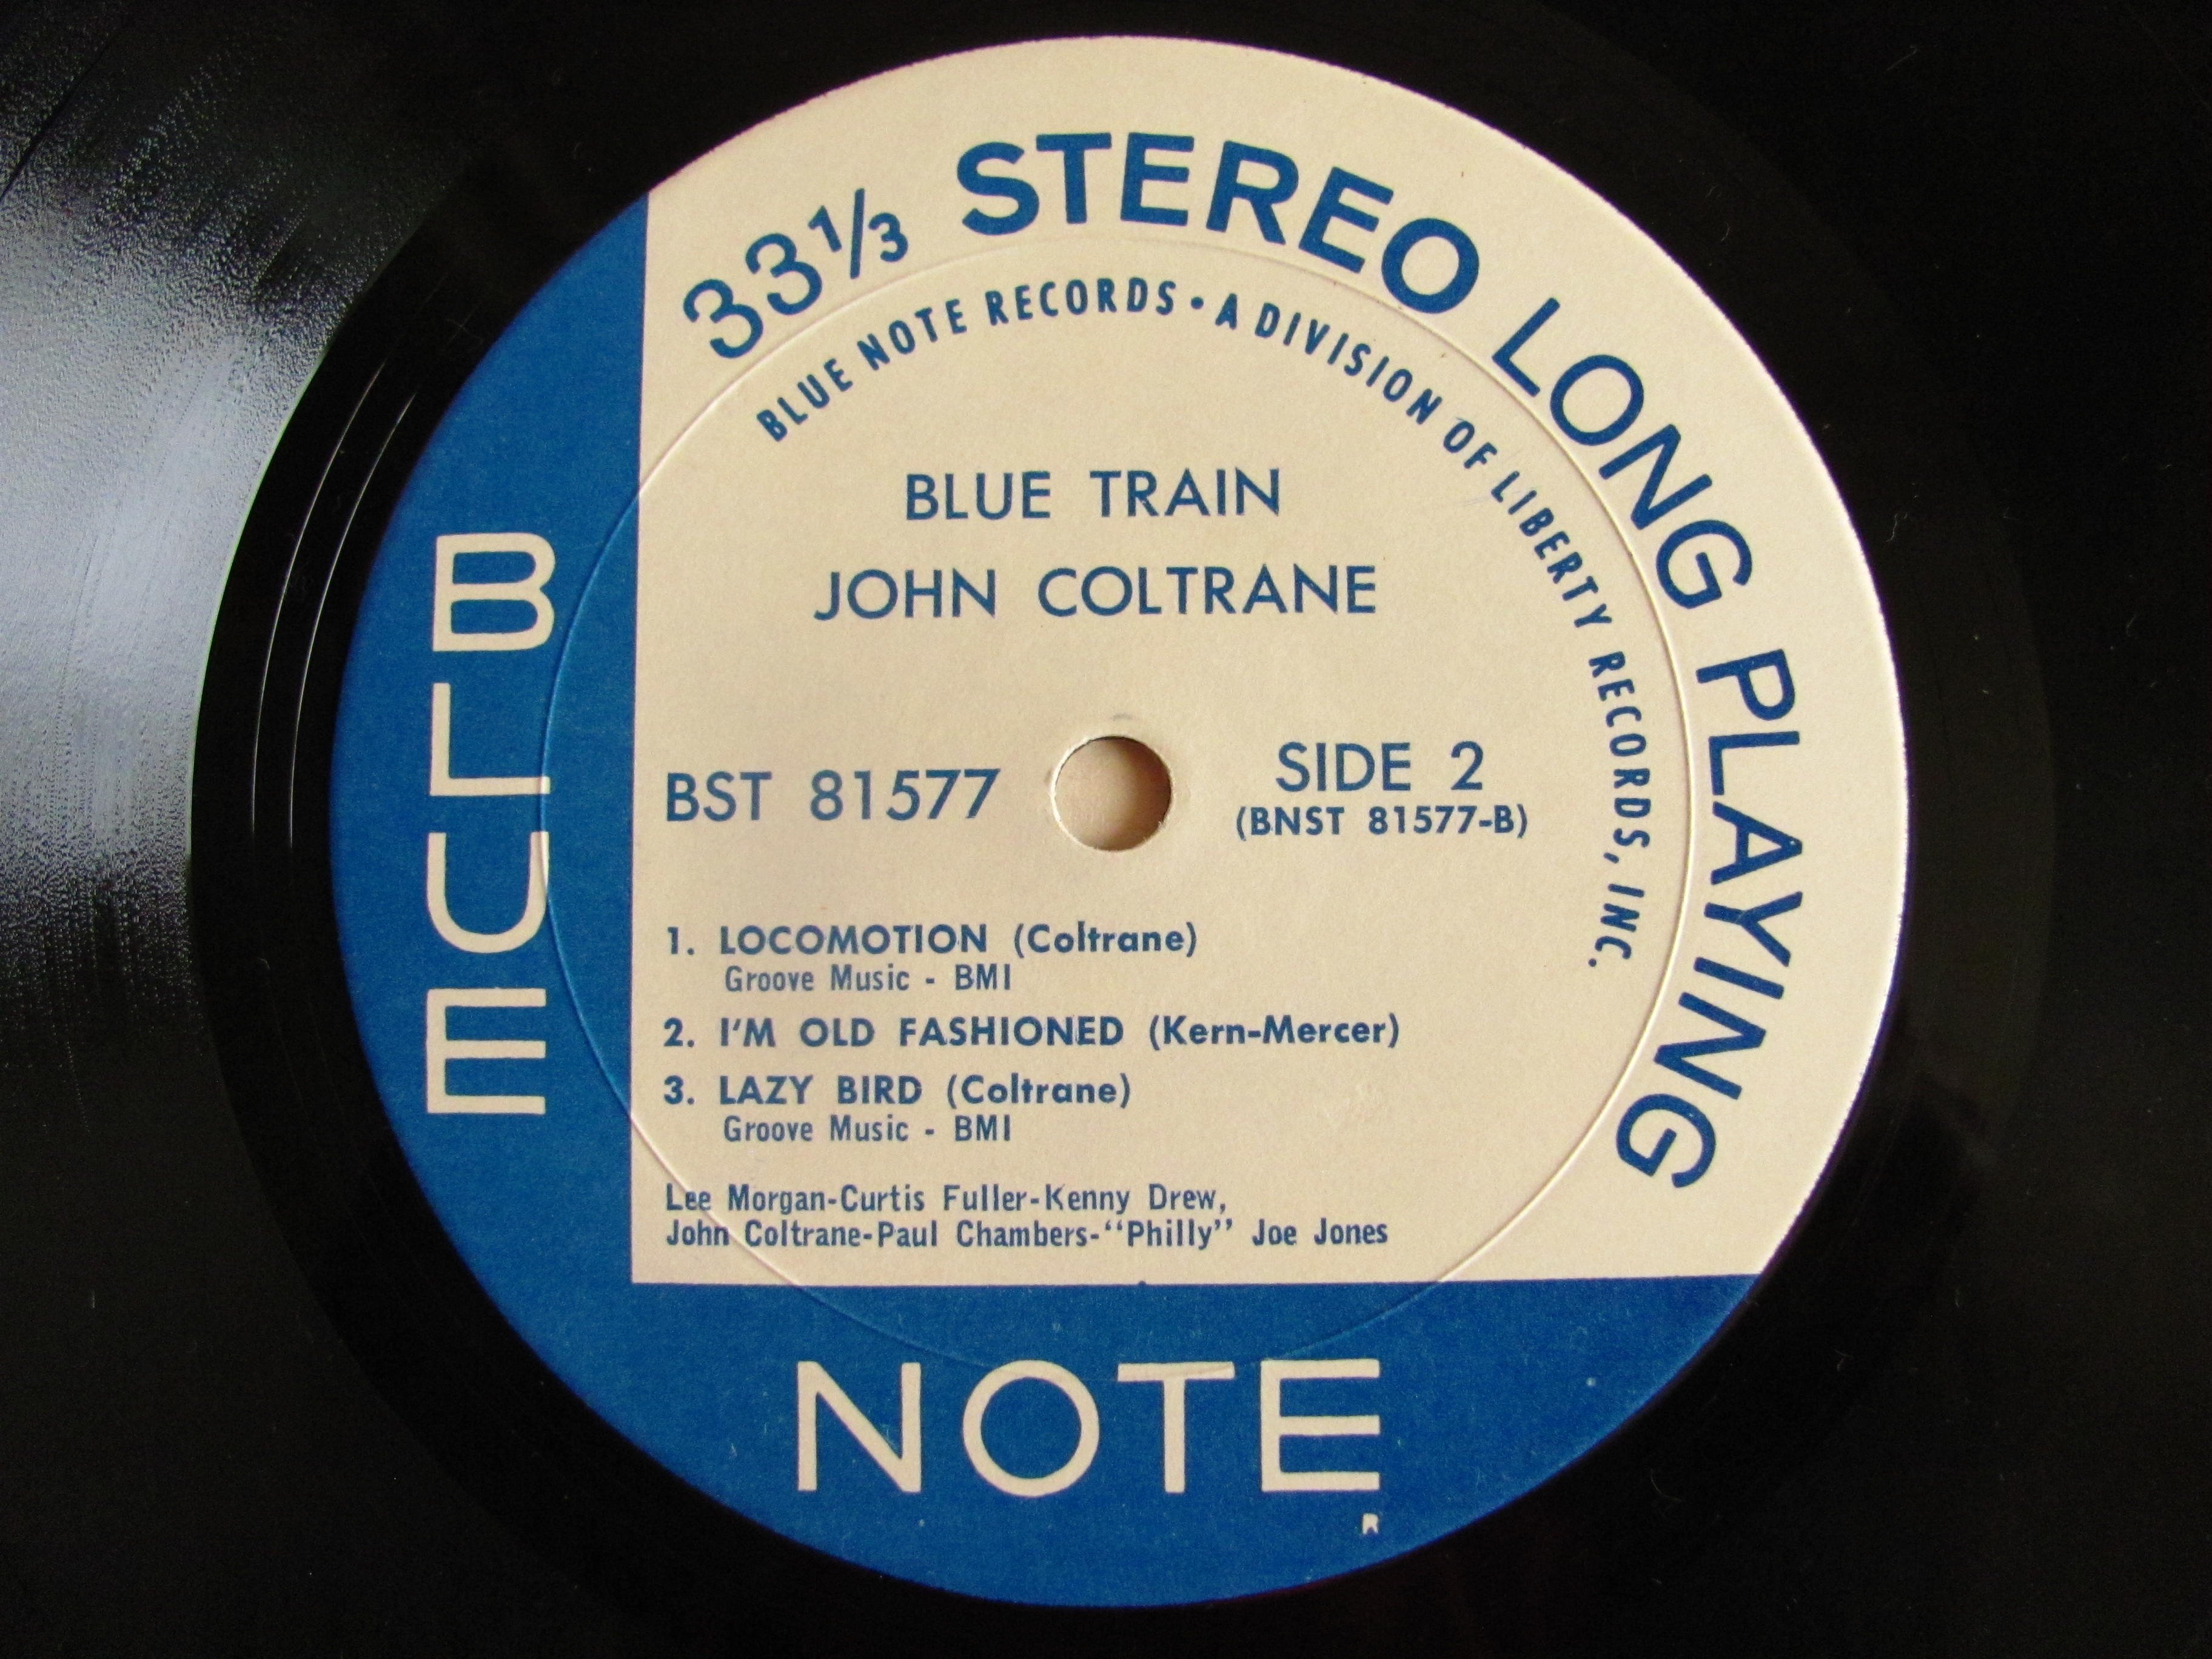 33⅓ STEREO LONG PLAYING
BLUE NOTE RECORDS • A DIVISION OF LIBERTY RECORDS, INC.
BLUE TRAIN
JOHN COLTRANE
BST 81577
SIDE 2
(BNST 81577-B)
1. LOCOMOTION (Coltrane)
Groove Music - BMI
2. I'M OLD FASHIONED (Kern-Mercer)
3. LAZY BIRD (Coltrane)
Groove Music - BMI
Lee Morgan-Curtis Fuller-Kenny Drew,
John Coltrane-Paul Chambers-“Philly” Joe Jones
BLUE
NOTE
R